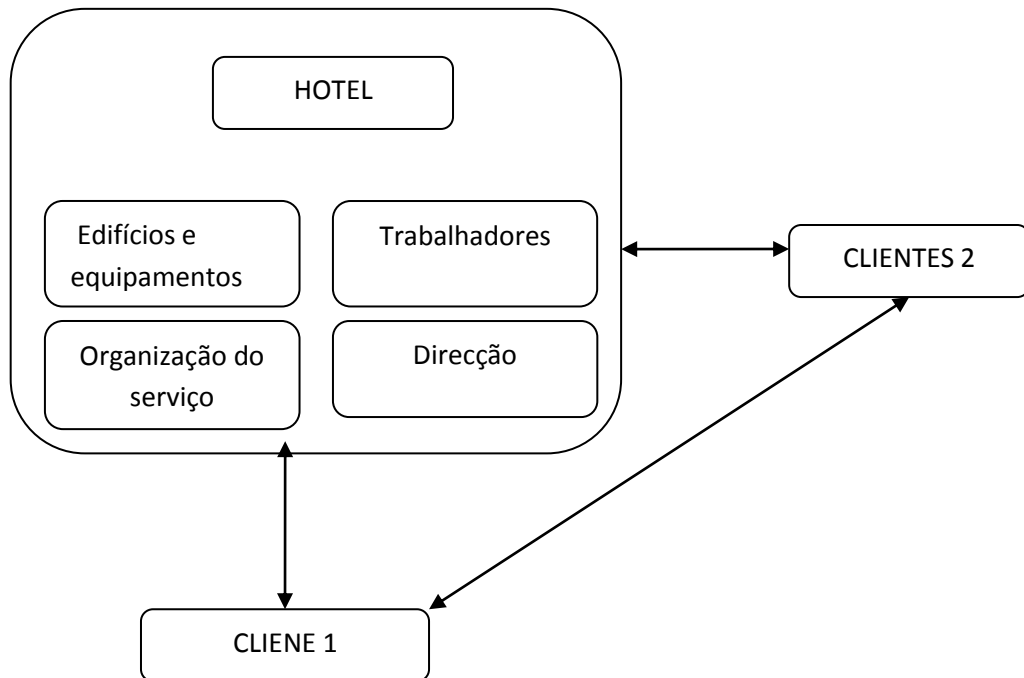 HOTEL
Edifícios e
equipamentos
Trabalhadores
CLIENTES 2
Organização do
serviço
Direcção
CLIENE 1